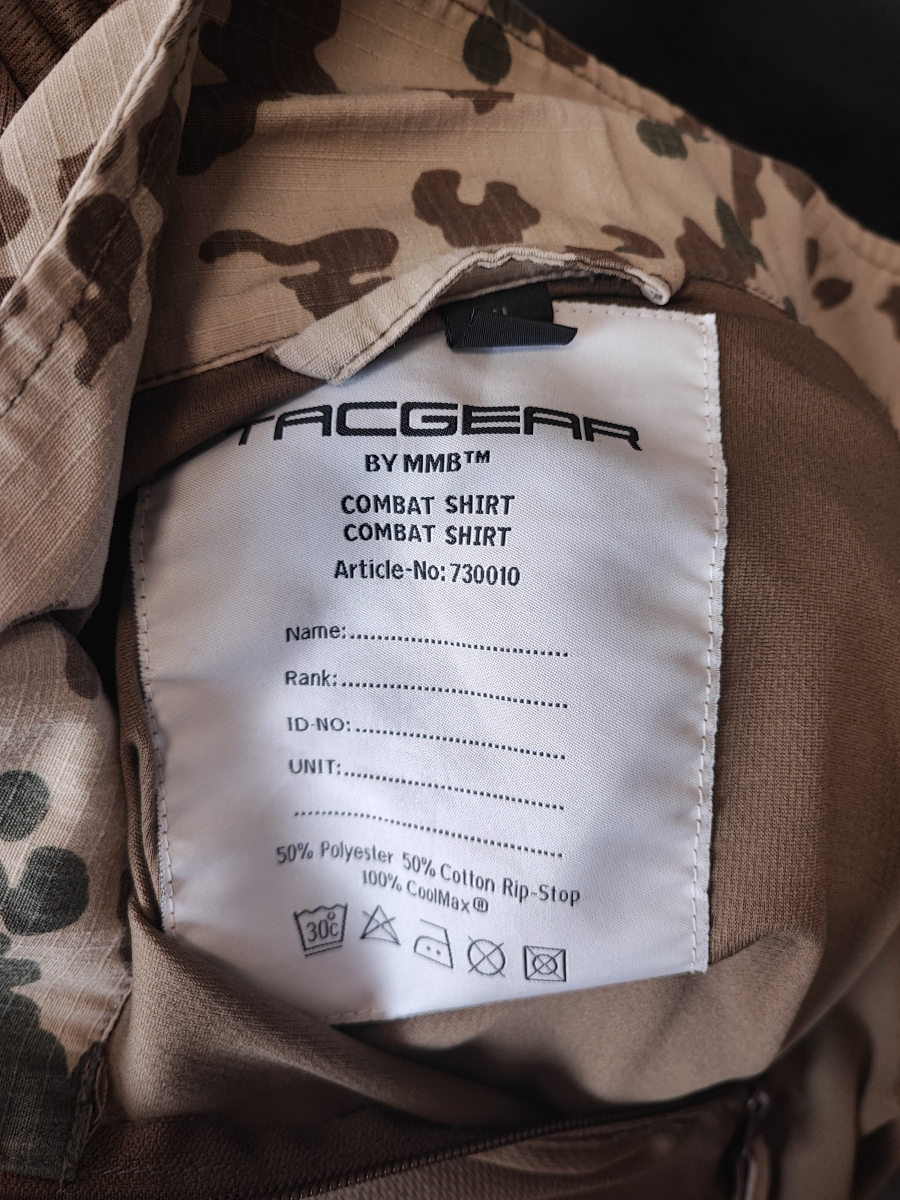 TACGEAR
BY MMB™
COMBAT SHIRT
COMBAT SHIRT
Article-No: 730010
Name:................................
Rank:................................
ID-NO:..............................
UNIT:................................
......................................
50% Polyester 50% Cotton Rip-Stop
100% CoolMax®
30°C